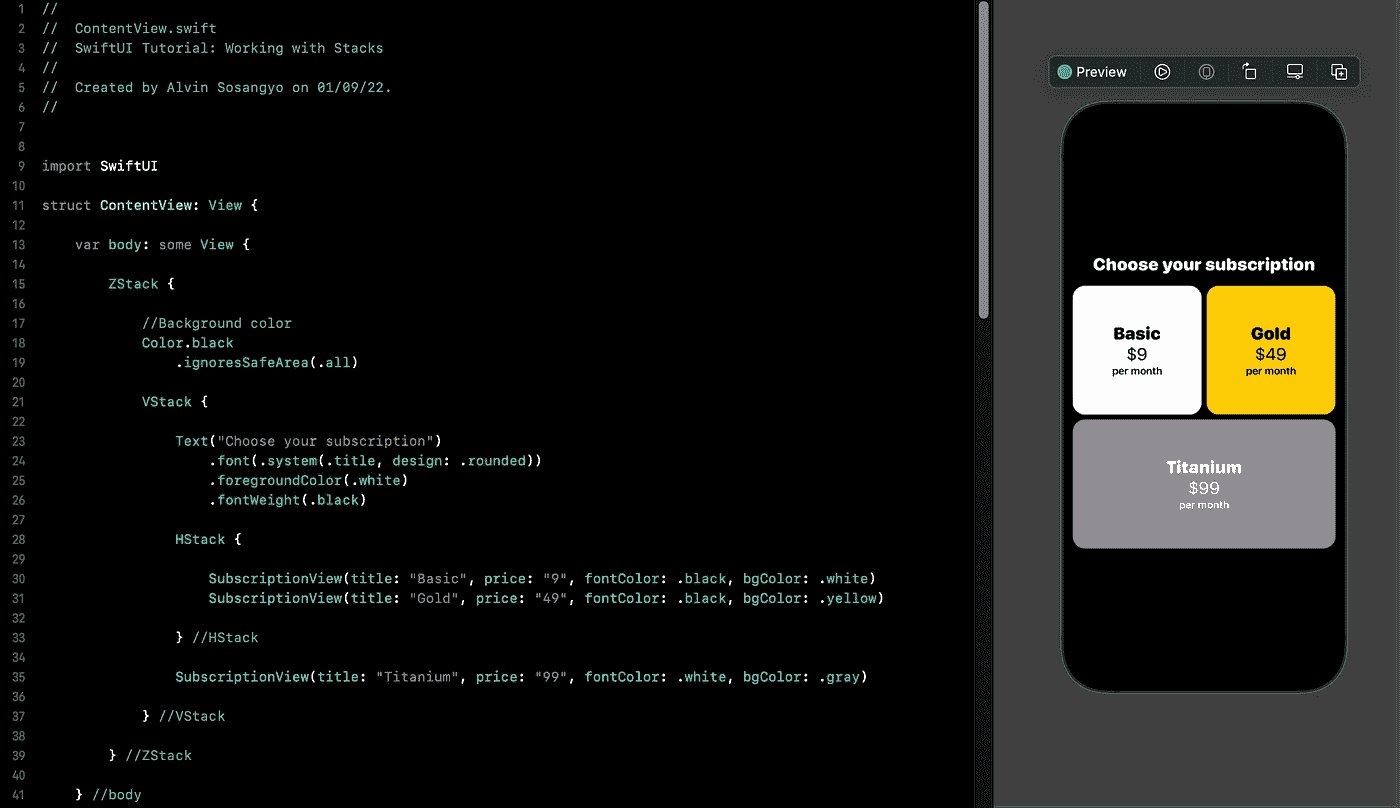 1 //
2 //  ContentView.swift
3 //  SwiftUI Tutorial: Working with Stacks
4 //
5 //  Created by Alvin Sosangyo on 01/09/22.
6 //
7
8
9 import SwiftUI
10
11 struct ContentView: View {
12
13     var body: some View {
14
15         ZStack {
16
17             //Background color
18             Color.black
19                 .ignoresSafeArea(.all)
20
21             VStack {
22
23                 Text("Choose your subscription")
24                     .font(.system(.title, design: .rounded))
25                     .foregroundColor(.white)
26                     .fontWeight(.black)
27
28                 HStack {
29
30                     SubscriptionView(title: "Basic", price: "9", fontColor: .black, bgColor: .white)
31                     SubscriptionView(title: "Gold", price: "49", fontColor: .black, bgColor: .yellow)
32
33                 } //HStack
34
35                 SubscriptionView(title: "Titanium", price: "99", fontColor: .white, bgColor: .gray)
36
37             } //VStack
38
39         } //ZStack
40
41     } //body
Preview
Choose your subscription
Basic
$9
per month
Gold
$49
per month
Titanium
$99
per month